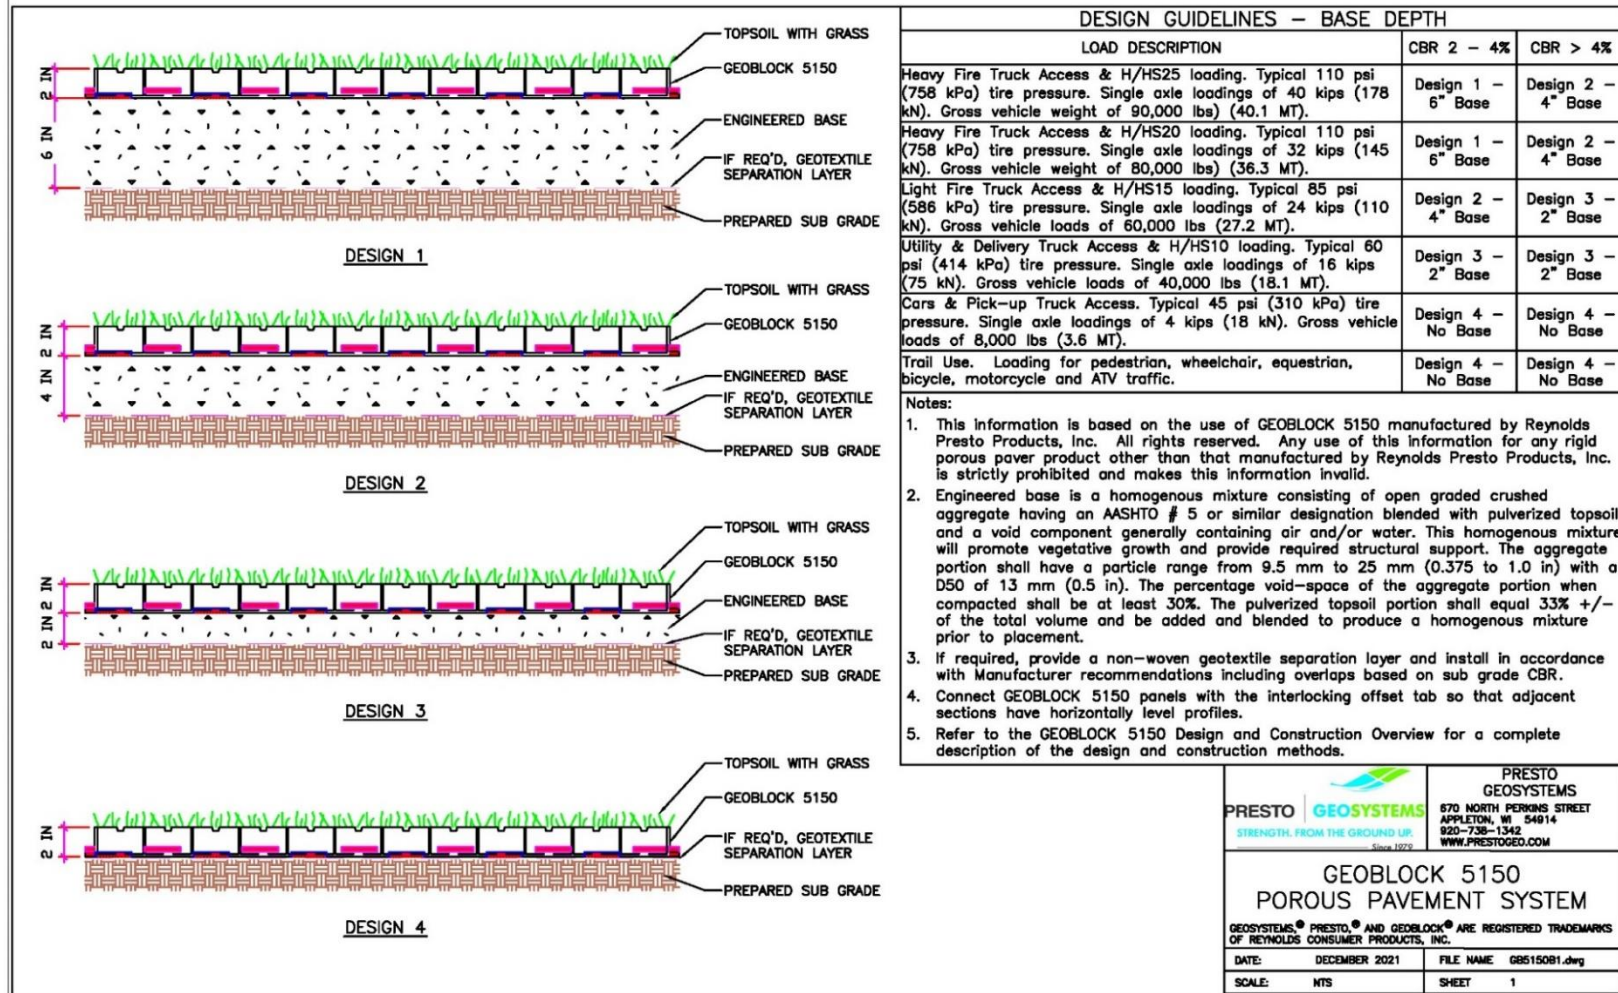 2 IN
6 IN
TOPSOIL WITH GRASS
GEOBLOCK 5150
ENGINEERED BASE
IF REQ'D, GEOTEXTILE
SEPARATION LAYER
PREPARED SUB GRADE
DESIGN 1
2 IN
4 IN
TOPSOIL WITH GRASS
GEOBLOCK 5150
ENGINEERED BASE
IF REQ'D, GEOTEXTILE
SEPARATION LAYER
PREPARED SUB GRADE
DESIGN 2
2 IN
2 IN
TOPSOIL WITH GRASS
GEOBLOCK 5150
ENGINEERED BASE
IF REQ'D, GEOTEXTILE
SEPARATION LAYER
PREPARED SUB GRADE
DESIGN 3
2 IN
TOPSOIL WITH GRASS
GEOBLOCK 5150
IF REQ'D, GEOTEXTILE
SEPARATION LAYER
PREPARED SUB GRADE
DESIGN 4
DESIGN GUIDELINES – BASE DEPTH
LOAD DESCRIPTION
CBR 2 – 4%
CBR > 4%
Heavy Fire Truck Access & H/HS25 loading. Typical 110 psi
(758 kPa) tire pressure. Single axle loadings of 40 kips (178
kN). Gross vehicle weight of 90,000 lbs) (40.1 MT).
Design 1 –
6" Base
Design 2 –
4" Base
Heavy Fire Truck Access & H/HS20 loading. Typical 110 psi
(758 kPa) tire pressure. Single axle loadings of 32 kips (145
kN). Gross vehicle weight of 80,000 lbs) (36.3 MT).
Design 1 –
6" Base
Design 2 –
4" Base
Light Fire Truck Access & H/HS15 loading. Typical 85 psi
(586 kPa) tire pressure. Single axle loadings of 24 kips (110
kN). Gross vehicle loads of 60,000 lbs (27.2 MT).
Design 2 –
4" Base
Design 3 –
2" Base
Utility & Delivery Truck Access & H/HS10 loading. Typical 60
psi (414 kPa) tire pressure. Single axle loadings of 16 kips
(75 kN). Gross vehicle loads of 40,000 lbs (18.1 MT).
Design 3 –
2" Base
Design 3 –
2" Base
Cars & Pick–up Truck Access. Typical 45 psi (310 kPa) tire
pressure. Single axle loadings of 4 kips (18 kN). Gross vehicle
loads of 8,000 lbs (3.6 MT).
Design 4 –
No Base
Design 4 –
No Base
Trail Use. Loading for pedestrian, wheelchair, equestrian,
bicycle, motorcycle and ATV traffic.
Design 4 –
No Base
Design 4 –
No Base
Notes:
1. This information is based on the use of GEOBLOCK 5150 manufactured by Reynolds
Presto Products, Inc. All rights reserved. Any use of this information for any rigid
porous paver product other than that manufactured by Reynolds Presto Products, Inc.
is strictly prohibited and makes this information invalid.
2. Engineered base is a homogenous mixture consisting of open graded crushed
aggregate having an AASHTO # 5 or similar designation blended with pulverized topsoil
and a void component generally containing air and/or water. This homogenous mixture
will promote vegetative growth and provide required structural support. The aggregate
portion shall have a particle range from 9.5 mm to 25 mm (0.375 to 1.0 in) with a
D50 of 13 mm (0.5 in). The percentage void–space of the aggregate portion when
compacted shall be at least 30%. The pulverized topsoil portion shall equal 33% +/–
of the total volume and be added and blended to produce a homogenous mixture
prior to placement.
3. If required, provide a non–woven geotextile separation layer and install in accordance
with Manufacturer recommendations including overlaps based on sub grade CBR.
4. Connect GEOBLOCK 5150 panels with the interlocking offset tab so that adjacent
sections have horizontally level profiles.
5. Refer to the GEOBLOCK 5150 Design and Construction Overview for a complete
description of the design and construction methods.
PRESTO GEOSYSTEMS
STRENGTH. FROM THE GROUND UP.
Since 1979
PRESTO
GEOSYSTEMS
670 NORTH PERKINS STREET
APPLETON, WI 54914
920–738–1342
WWW.PRESTOGEO.COM
GEOBLOCK 5150
POROUS PAVEMENT SYSTEM
GEOSYSTEMS,® PRESTO,® AND GEOBLOCK® ARE REGISTERED TRADEMARKS
OF REYNOLDS CONSUMER PRODUCTS, INC.
DATE: DECEMBER 2021
FILE NAME GB5150B1.dwg
SCALE: NTS
SHEET 1